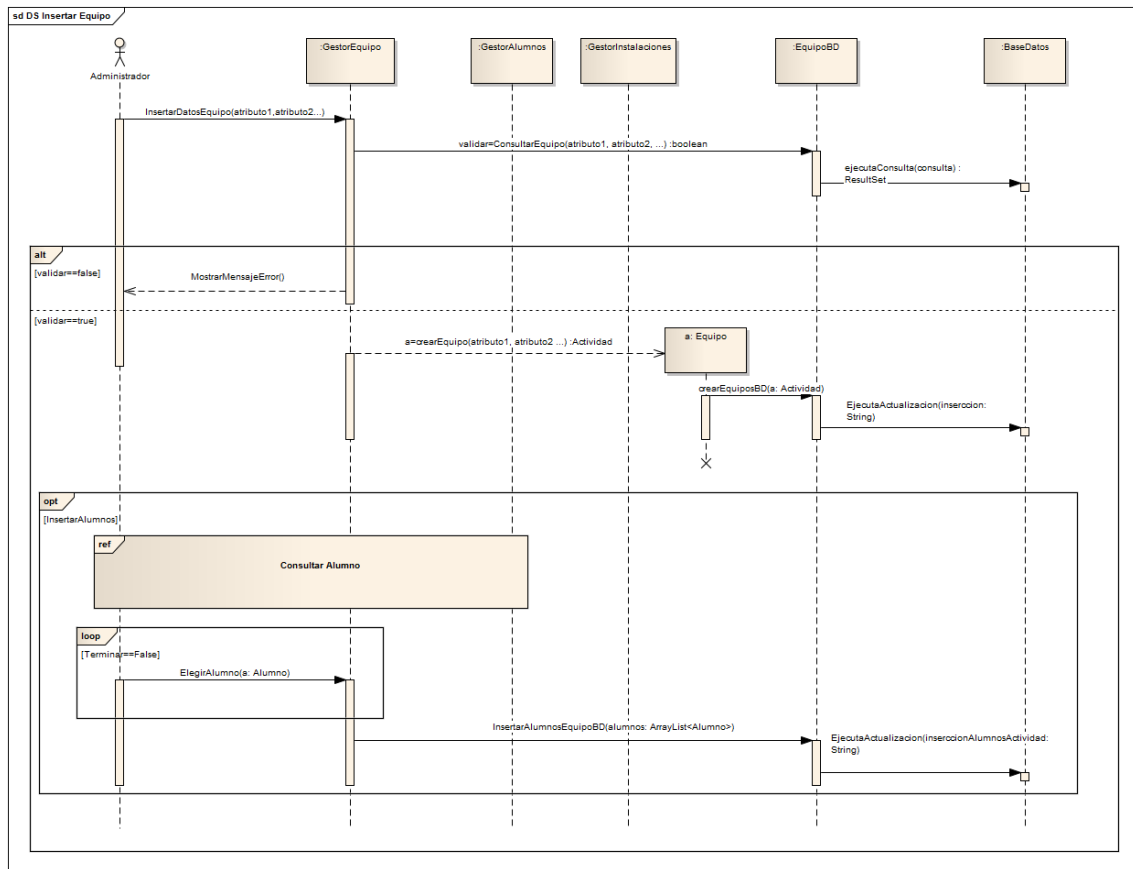 sd DS Insertar Equipo
Administrador
:GestorEquipo
:GestorAlumnos
:GestorInstalaciones
:EquipoBD
:BaseDatos
InsertarDatosEquipo(atributo1,atributo2...)
validar=ConsultarEquipo(atributo1, atributo2, ...) :boolean
ejecutaConsulta(consulta) :
ResultSet
alt
[validar==false]
MostrarMensajeError()
[validar==true]
a=crearEquipo(atributo1, atributo2 ...) :Actividad
a: Equipo
crearEquiposBD(a: Actividad)
EjecutaActualizacion(inserccion:
String)
opt
[InsertarAlumnos]
ref
Consultar Alumno
loop
[Terminar==False]
ElegirAlumno(a: Alumno)
InsertarAlumnosEquipoBD(alumnos: ArrayList<Alumno>)
EjecutaActualizacion(inserccionAlumnosActividad:
String)